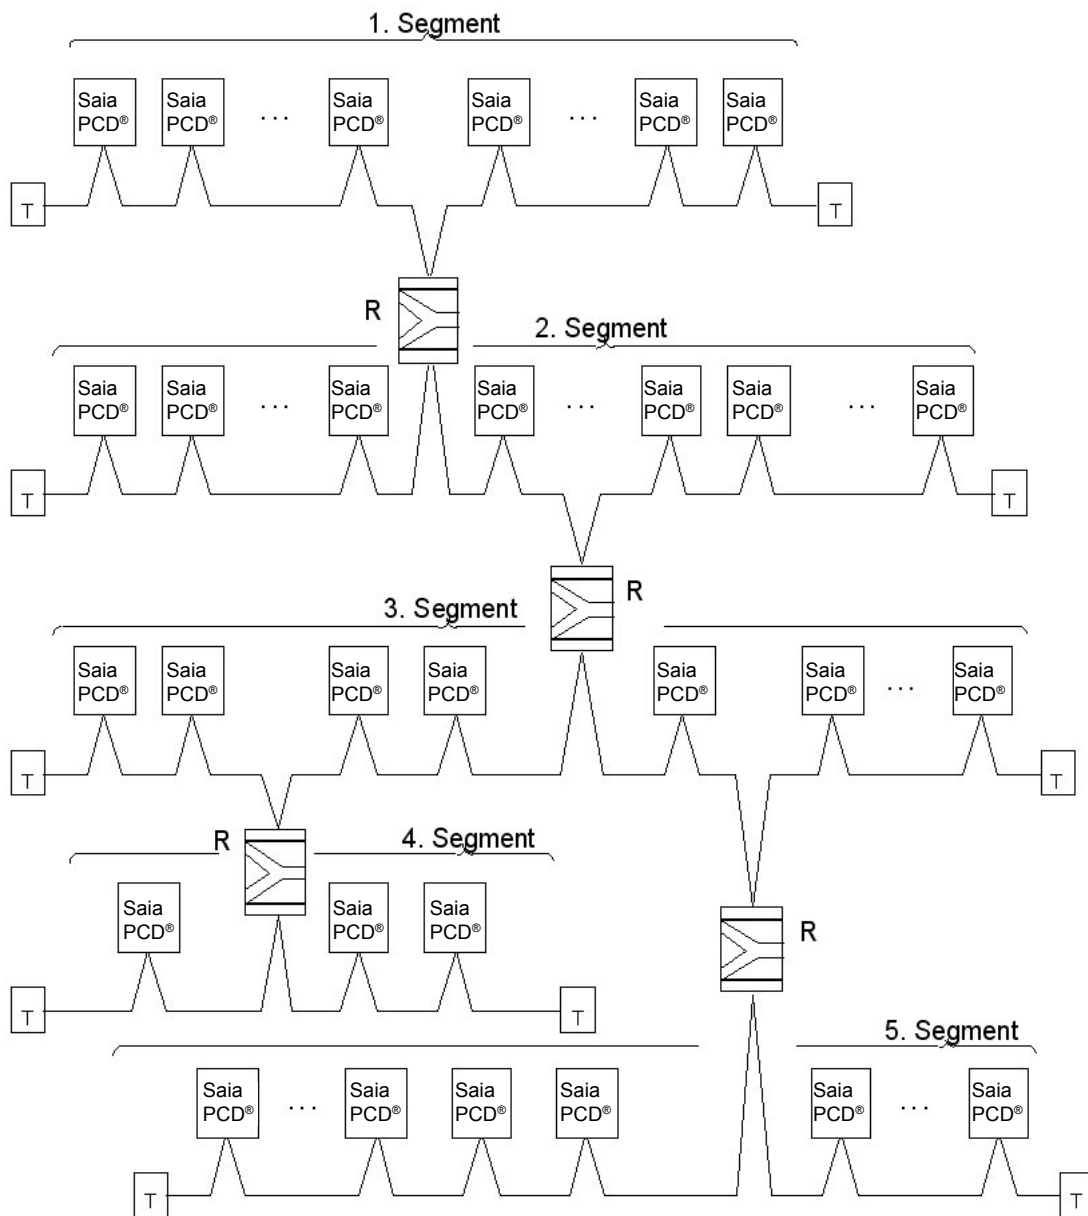 1. Segment
Saia PCD® Saia PCD® ... Saia PCD® Saia PCD® ... Saia PCD® Saia PCD®
T T
R
2. Segment
Saia PCD® Saia PCD® ... Saia PCD® Saia PCD® ... Saia PCD® Saia PCD® ... Saia PCD®
T T
R
3. Segment
Saia PCD® Saia PCD® Saia PCD® Saia PCD® Saia PCD® Saia PCD® ... Saia PCD®
T T
R
4. Segment
Saia PCD® Saia PCD® Saia PCD®
R
T T
5. Segment
Saia PCD® ... Saia PCD® Saia PCD® Saia PCD® Saia PCD® ... Saia PCD®
T T